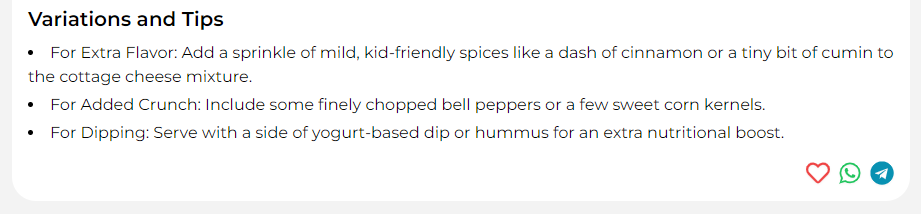 Variations and Tips
• For Extra Flavor: Add a sprinkle of mild, kid-friendly spices like a dash of cinnamon or a tiny bit of cumin to
the cottage cheese mixture.
• For Added Crunch: Include some finely chopped bell peppers or a few sweet corn kernels.
• For Dipping: Serve with a side of yogurt-based dip or hummus for an extra nutritional boost.